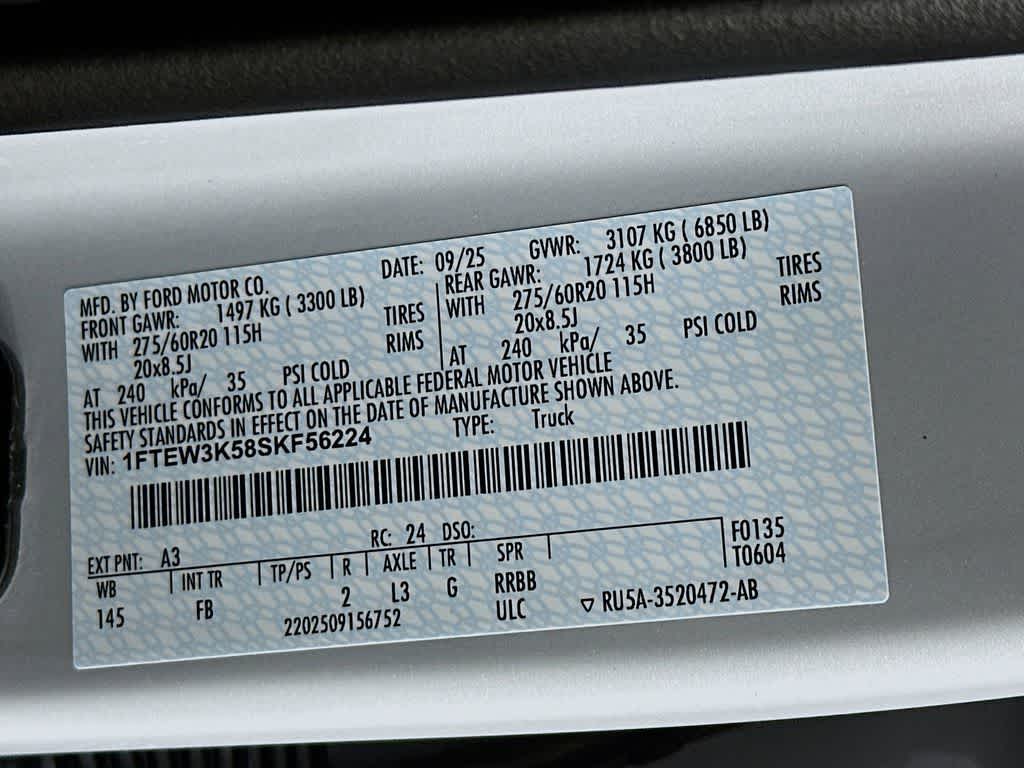 MFD. BY FORD MOTOR CO.
DATE: 09/25 GVWR: 3107 KG ( 6850 LB)
FRONT GAWR: 1497 KG ( 3300 LB)
WITH 275/60R20 115H TIRES
20x8.5J RIMS
AT 240 kPa/ 35 PSI COLD
REAR GAWR: 1724 KG ( 3800 LB)
WITH 275/60R20 115H TIRES
20x8.5J RIMS
AT 240 kPa/ 35 PSI COLD
THIS VEHICLE CONFORMS TO ALL APPLICABLE FEDERAL MOTOR VEHICLE
SAFETY STANDARDS IN EFFECT ON THE DATE OF MANUFACTURE SHOWN ABOVE.
VIN: 1FTEW3K58SKF56224 TYPE: Truck
EXT PNT: A3 RC: 24 DSO: F0135
WB INT TR TP/PS R AXLE TR SPR T0604
145 FB 2 L3 G RRBB
2202509156752 ULC ▽ RU5A-3520472-AB